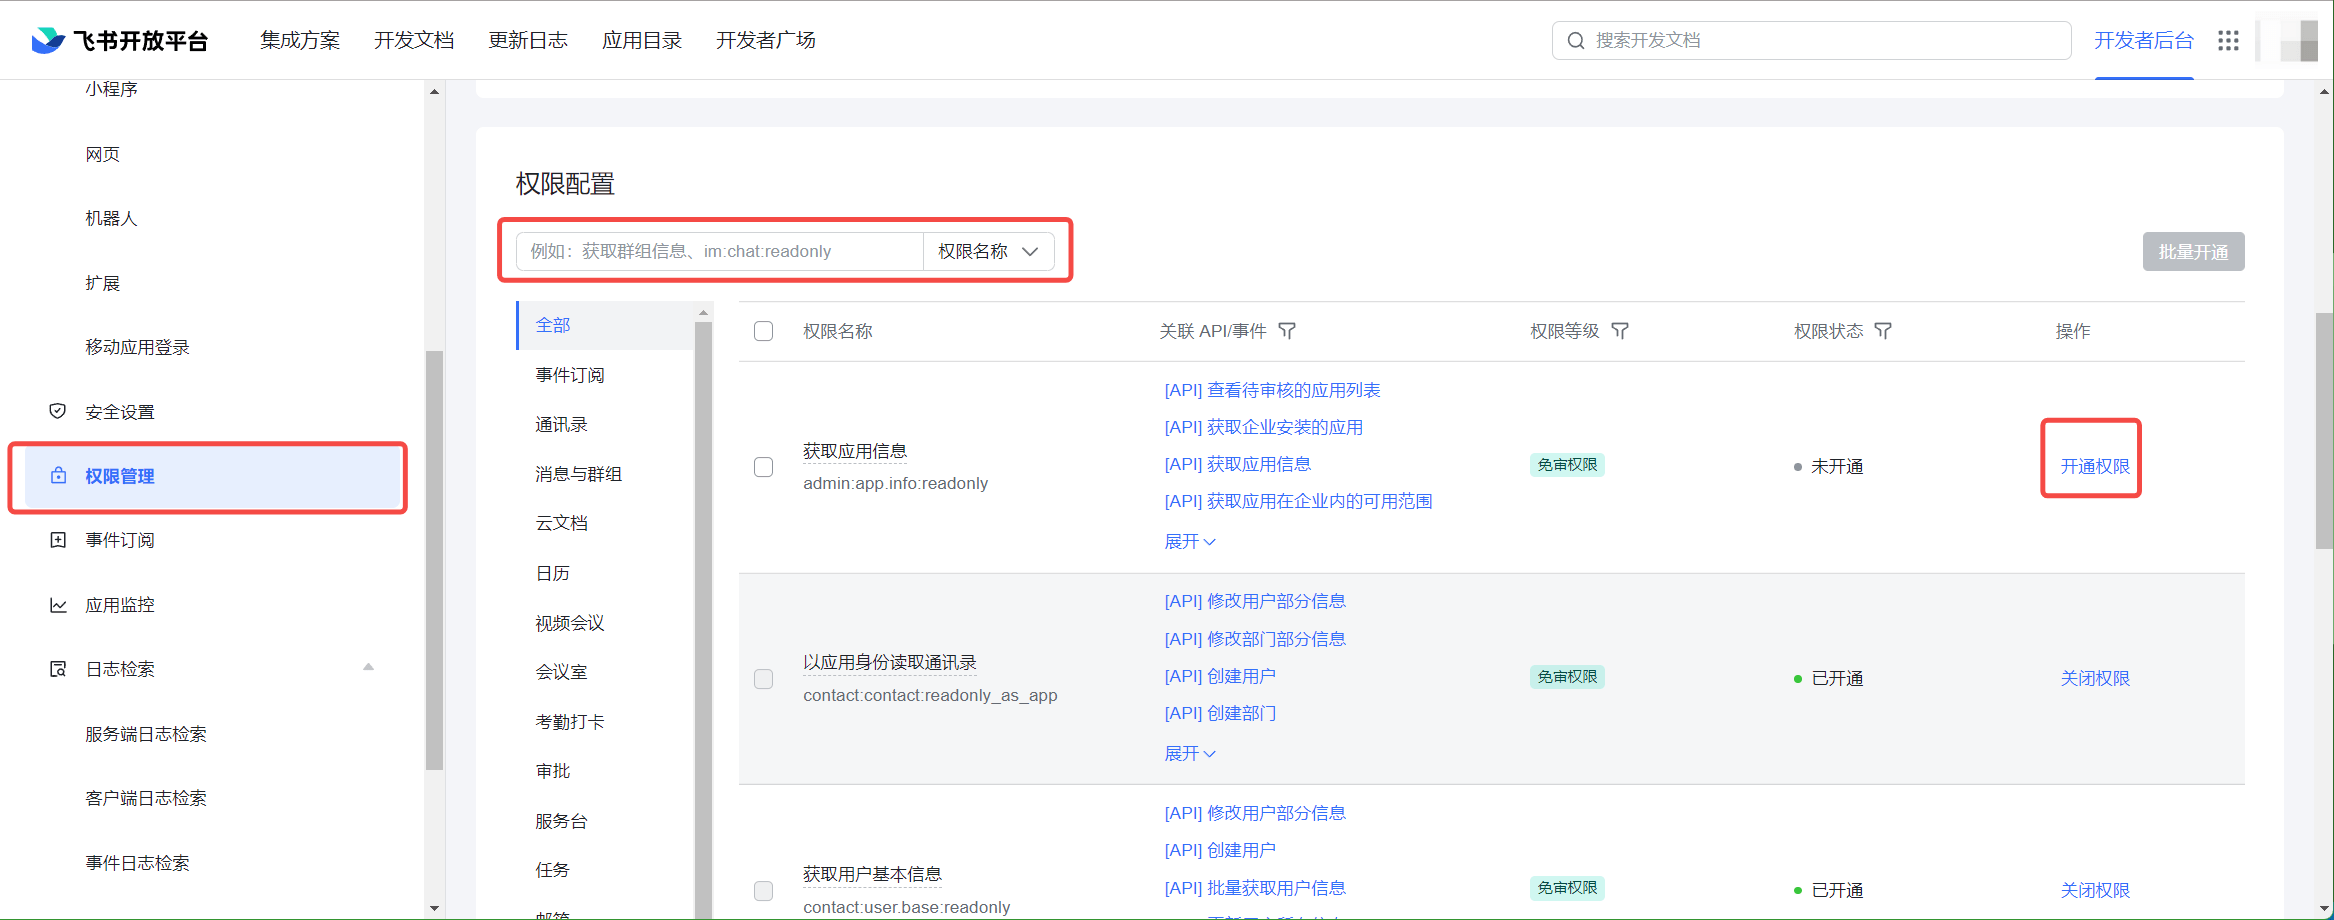 飞书开放平台
集成方案
开发文档
更新日志
应用目录
开发者广场
搜索开发文档
开发者后台
小程序
网页
机器人
扩展
移动应用登录
安全设置
权限管理
事件订阅
应用监控
日志检索
服务端日志检索
客户端日志检索
事件日志检索
权限配置
例如：获取群组信息、im:chat:readonly
权限名称
批量开通
全部
事件订阅
通讯录
消息与群组
云文档
日历
视频会议
会议室
考勤打卡
审批
服务台
任务
邮箱
权限名称
关联 API/事件
权限等级
权限状态
操作
获取应用信息
admin:app.info:readonly
[API] 查看待审核的应用列表
[API] 获取企业安装的应用
[API] 获取应用信息
[API] 获取应用在企业内的可用范围
展开
免审权限
未开通
开通权限
以应用身份读取通讯录
contact:contact:readonly_as_app
[API] 修改用户部分信息
[API] 修改部门部分信息
[API] 创建用户
[API] 创建部门
展开
免审权限
已开通
关闭权限
获取用户基本信息
contact:user.base:readonly
[API] 修改用户部分信息
[API] 创建用户
[API] 批量获取用户信息
免审权限
已开通
关闭权限